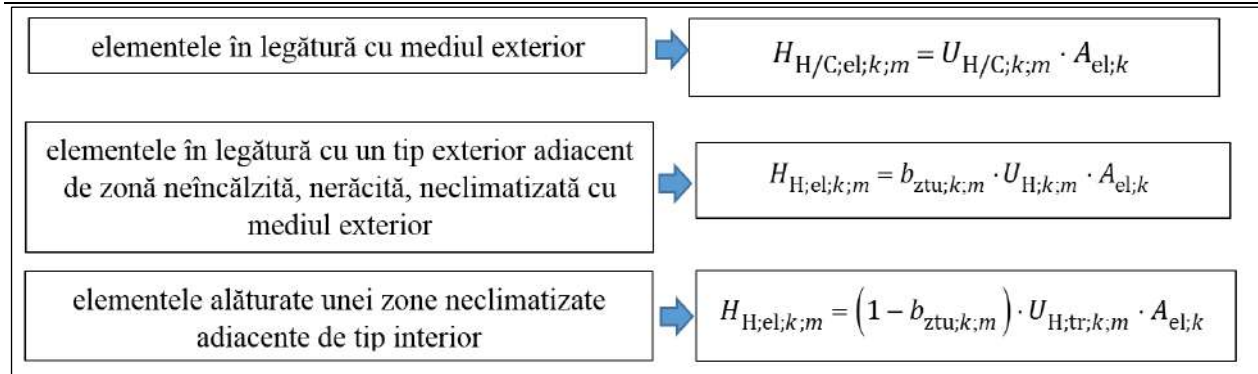 elementele în legătură cu mediul exterior
H_{H/C;el;k;m} = U_{H/C;k;m} · A_{el;k}
elementele în legătură cu un tip exterior adiacent
de zonă neîncălzită, nerăcită, neclimatizată cu
mediul exterior
H_{H;el;k;m} = b_{ztu;k;m} · U_{H;k;m} · A_{el;k}
elementele alăturate unei zone neclimatizate
adiacente de tip interior
H_{H;el;k;m} = (1 − b_{ztu;k;m}) · U_{H;tr;k;m} · A_{el;k}